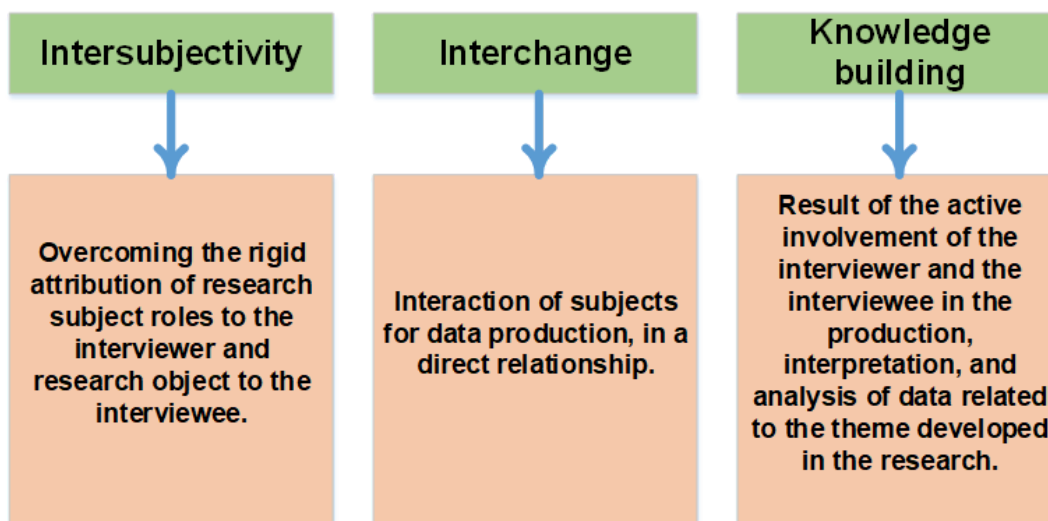 Intersubjectivity
Overcoming the rigid
attribution of research
subject roles to the
interviewer and
research object to the
interviewee.
Interchange
Interaction of subjects
for data production, in a
direct relationship.
Knowledge
building
Result of the active
involvement of the
interviewer and the
interviewee in the
production,
interpretation, and
analysis of data related
to the theme developed
in the research.